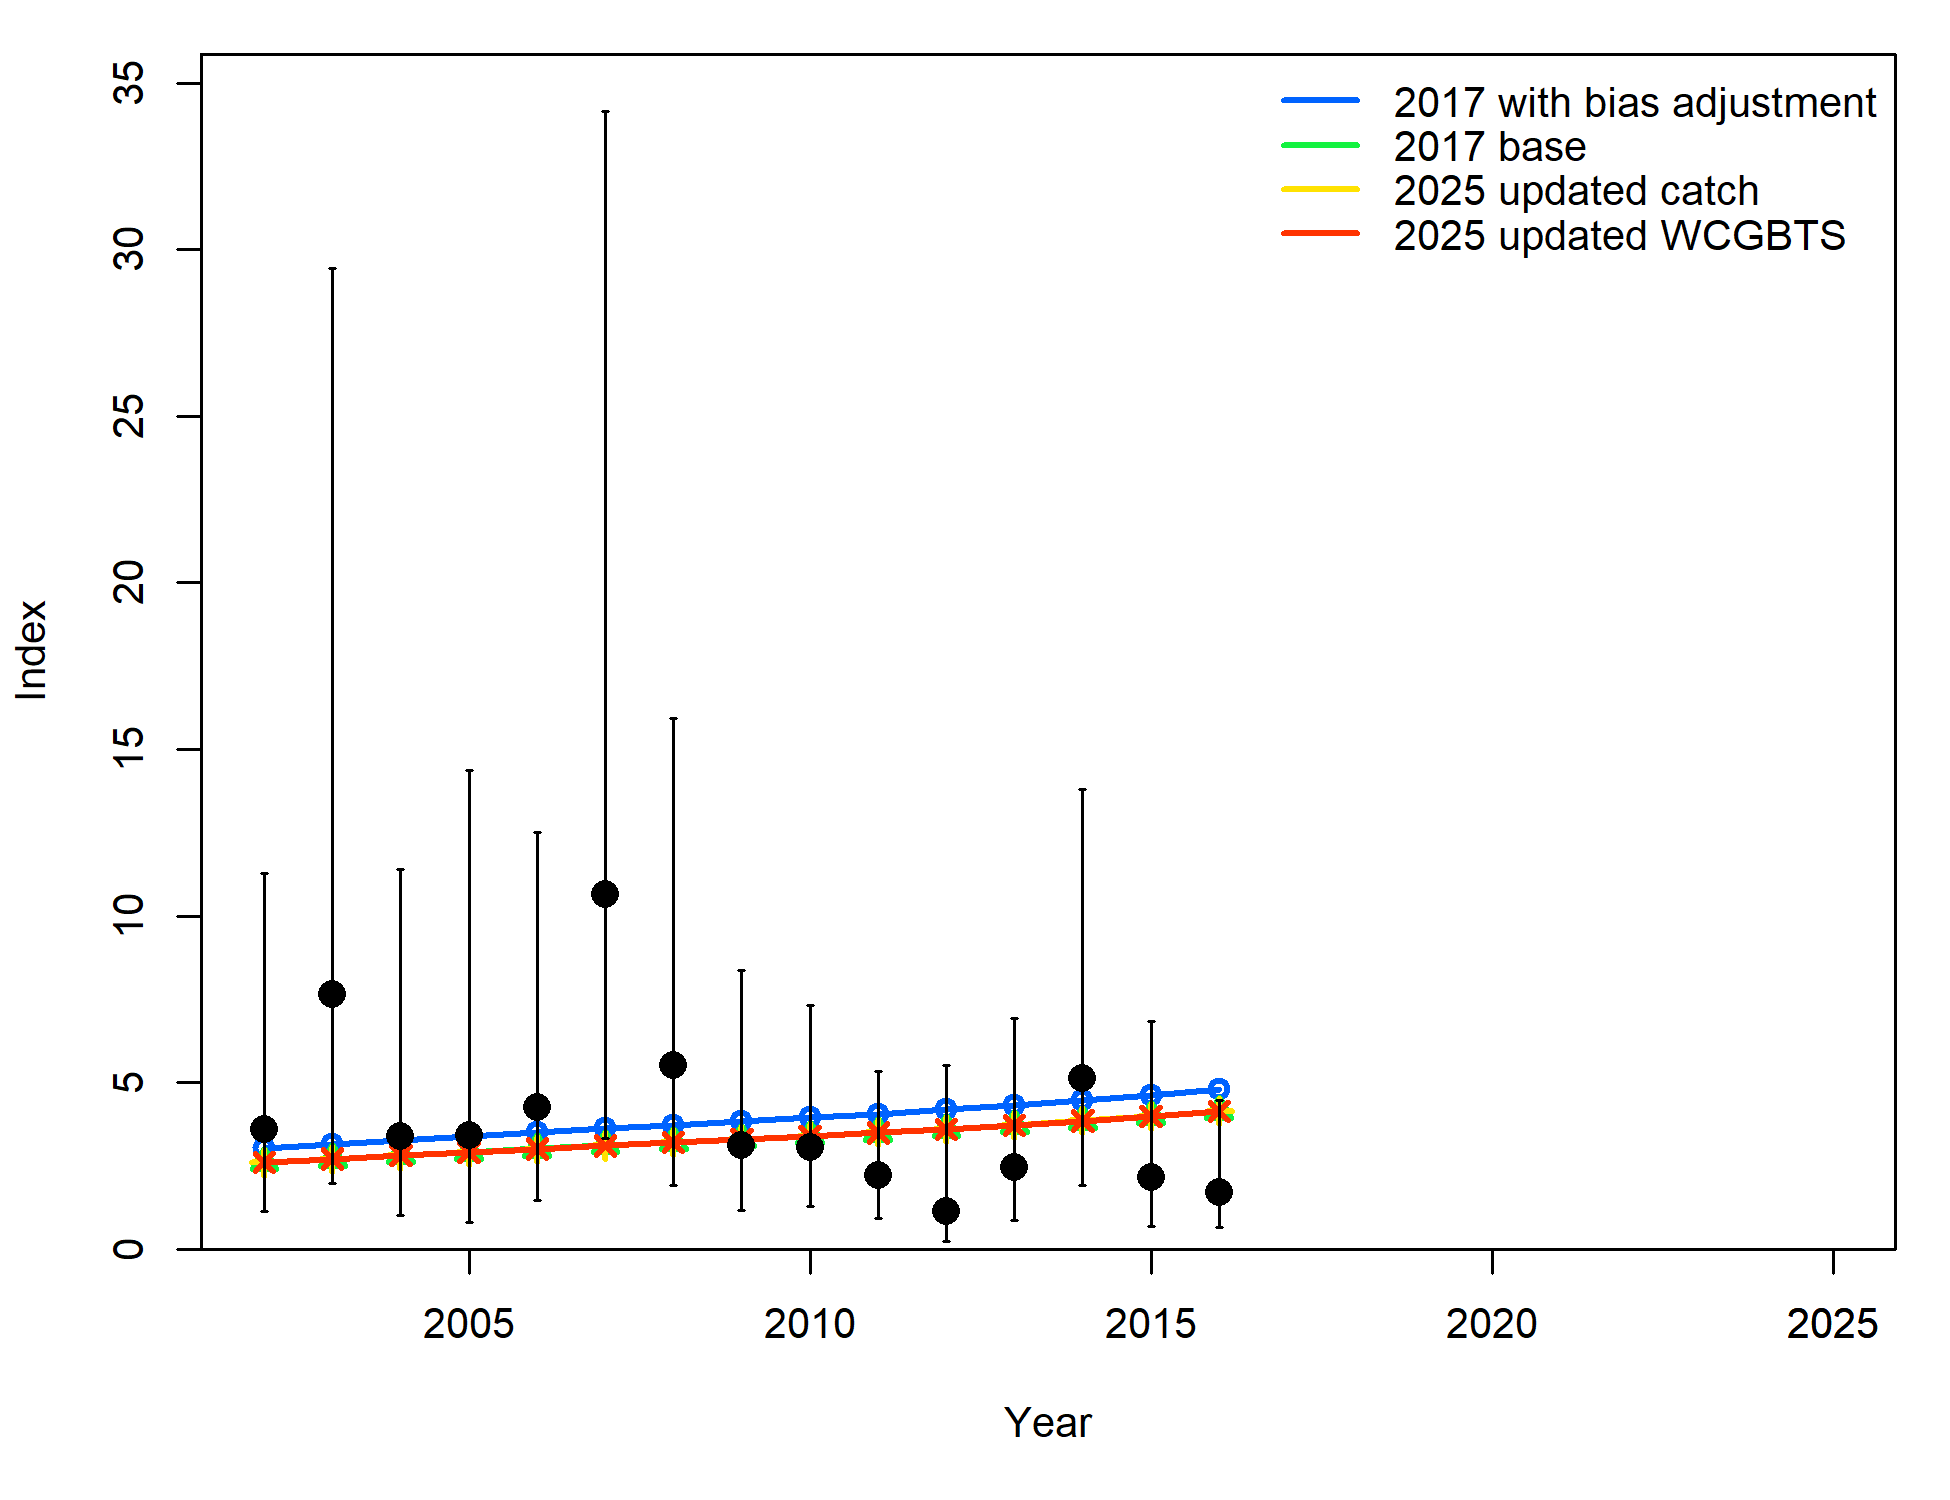 35
30
25
20
15
10
5
0
Index
2017 with bias adjustment
2017 base
2025 updated catch
2025 updated WCGBTS
2005
2010
2015
2020
2025
Year